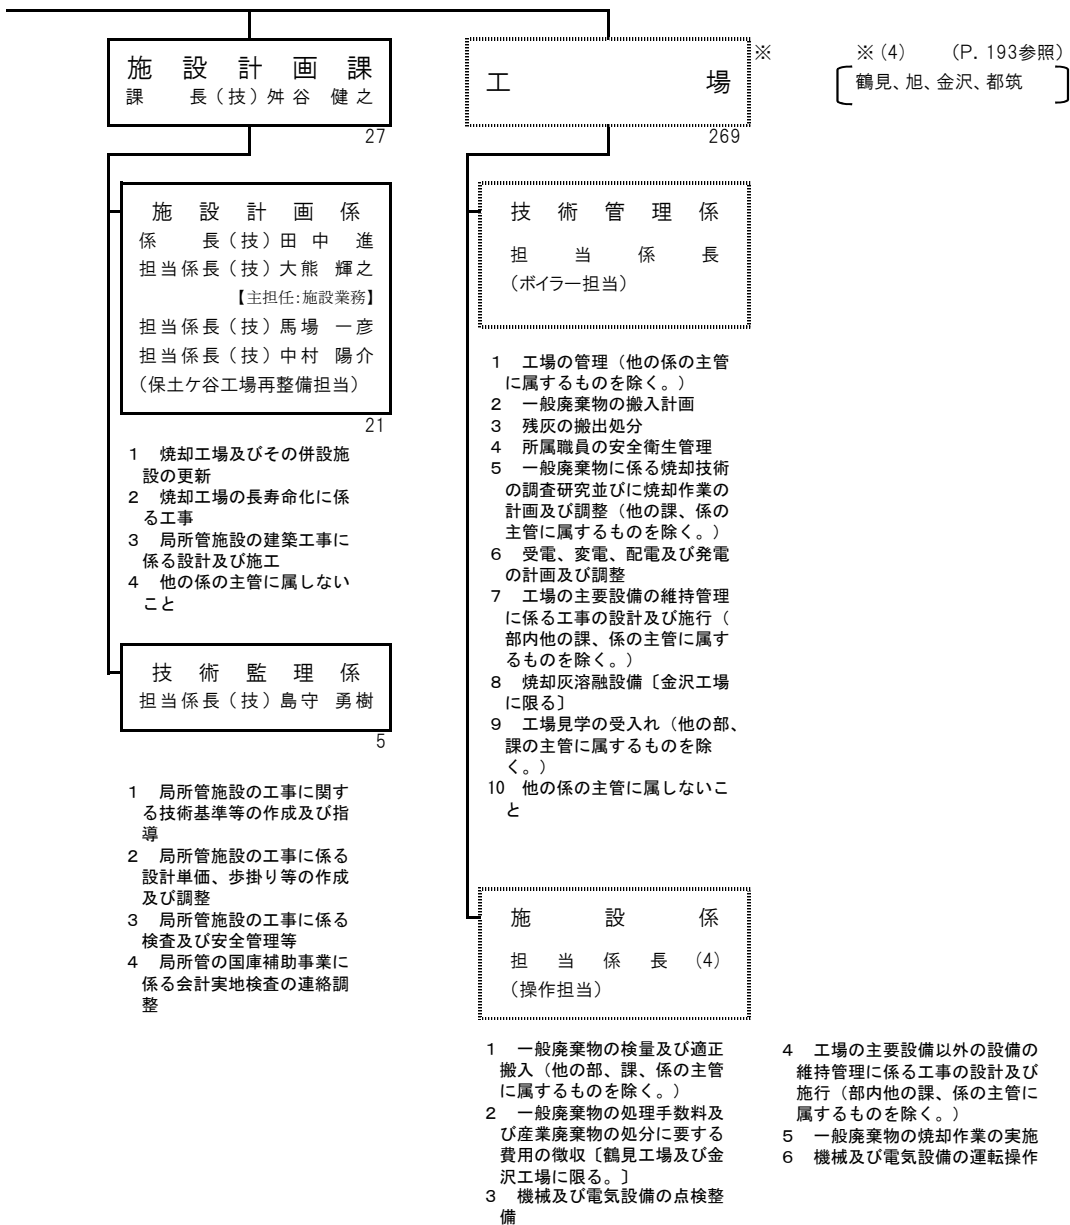 施設計画課
課長(技)舛谷 健之
27
施設計画係
係長(技)田中 進
担当係長(技)大熊 輝之
【主担任:施設業務】
担当係長(技)馬場 一彦
担当係長(技)中村 陽介
(保土ケ谷工場再整備担当)
21
1 焼却工場及びその併設施
設の更新
2 焼却工場の長寿命化に係
る工事
3 局所管施設の建築工事に
係る設計及び施工
4 他の係の主管に属しない
こと
技術監理係
担当係長(技)島守 勇樹
5
1 局所管施設の工事に関す
る技術基準等の作成及び指
導
2 局所管施設の工事に係る
設計単価、歩掛り等の作成
及び調整
3 局所管施設の工事に係る
検査及び安全管理等
4 局所管の国庫補助事業に
係る会計実地検査の連絡調
整
工場
※
※(4) (P.193参照)
鶴見、旭、金沢、都筑
269
技術管理係
担当係長
(ボイラー担当)
1 工場の管理(他の係の主管
に属するものを除く。)
2 一般廃棄物の搬入計画
3 残灰の搬出処分
4 所属職員の安全衛生管理
5 一般廃棄物に係る焼却技術
の調査研究並びに焼却作業の
計画及び調整(他の課、係の
主管に属するものを除く。)
6 受電、変電、配電及び発電
の計画及び調整
7 工場の主要設備の維持管理
に係る工事の設計及び施行(
部内他の課、係の主管に属す
るものを除く。)
8 焼却灰溶融設備〔金沢工場
に限る〕
9 工場見学の受入れ(他の部、
課の主管に属するものを除
く。)
10 他の係の主管に属しないこ
と
施設係
担当係長(4)
(操作担当)
1 一般廃棄物の検量及び適正
搬入(他の部、課、係の主管
に属するものを除く。)
2 一般廃棄物の処理手数料及
び産業廃棄物の処分に要する
費用の徴収〔鶴見工場及び金
沢工場に限る。〕
3 機械及び電気設備の点検整
備
4 工場の主要設備以外の設備の
維持管理に係る工事の設計及び
施行(部内他の課、係の主管に
属するものを除く。)
5 一般廃棄物の焼却作業の実施
6 機械及び電気設備の運転操作